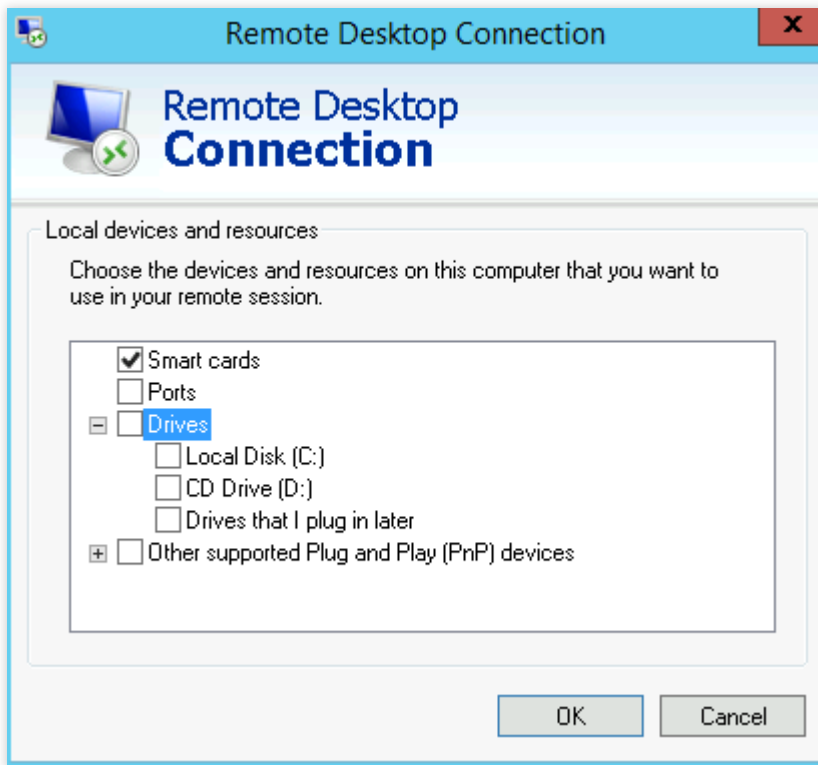 Remote Desktop Connection
Remote Desktop
Connection
Local devices and resources
Choose the devices and resources on this computer that you want to
use in your remote session.
Smart cards
Ports
Drives
Local Disk (C:)
CD Drive (D:)
Drives that I plug in later
Other supported Plug and Play (PnP) devices
OK Cancel